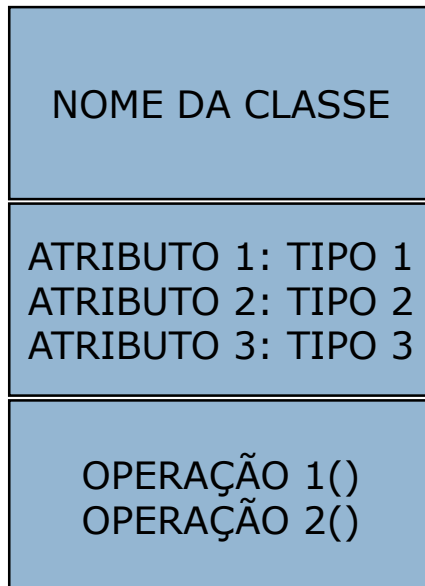 NOME DA CLASSE
ATRIBUTO 1: TIPO 1
ATRIBUTO 2: TIPO 2
ATRIBUTO 3: TIPO 3
OPERAÇÃO 1()
OPERAÇÃO 2()